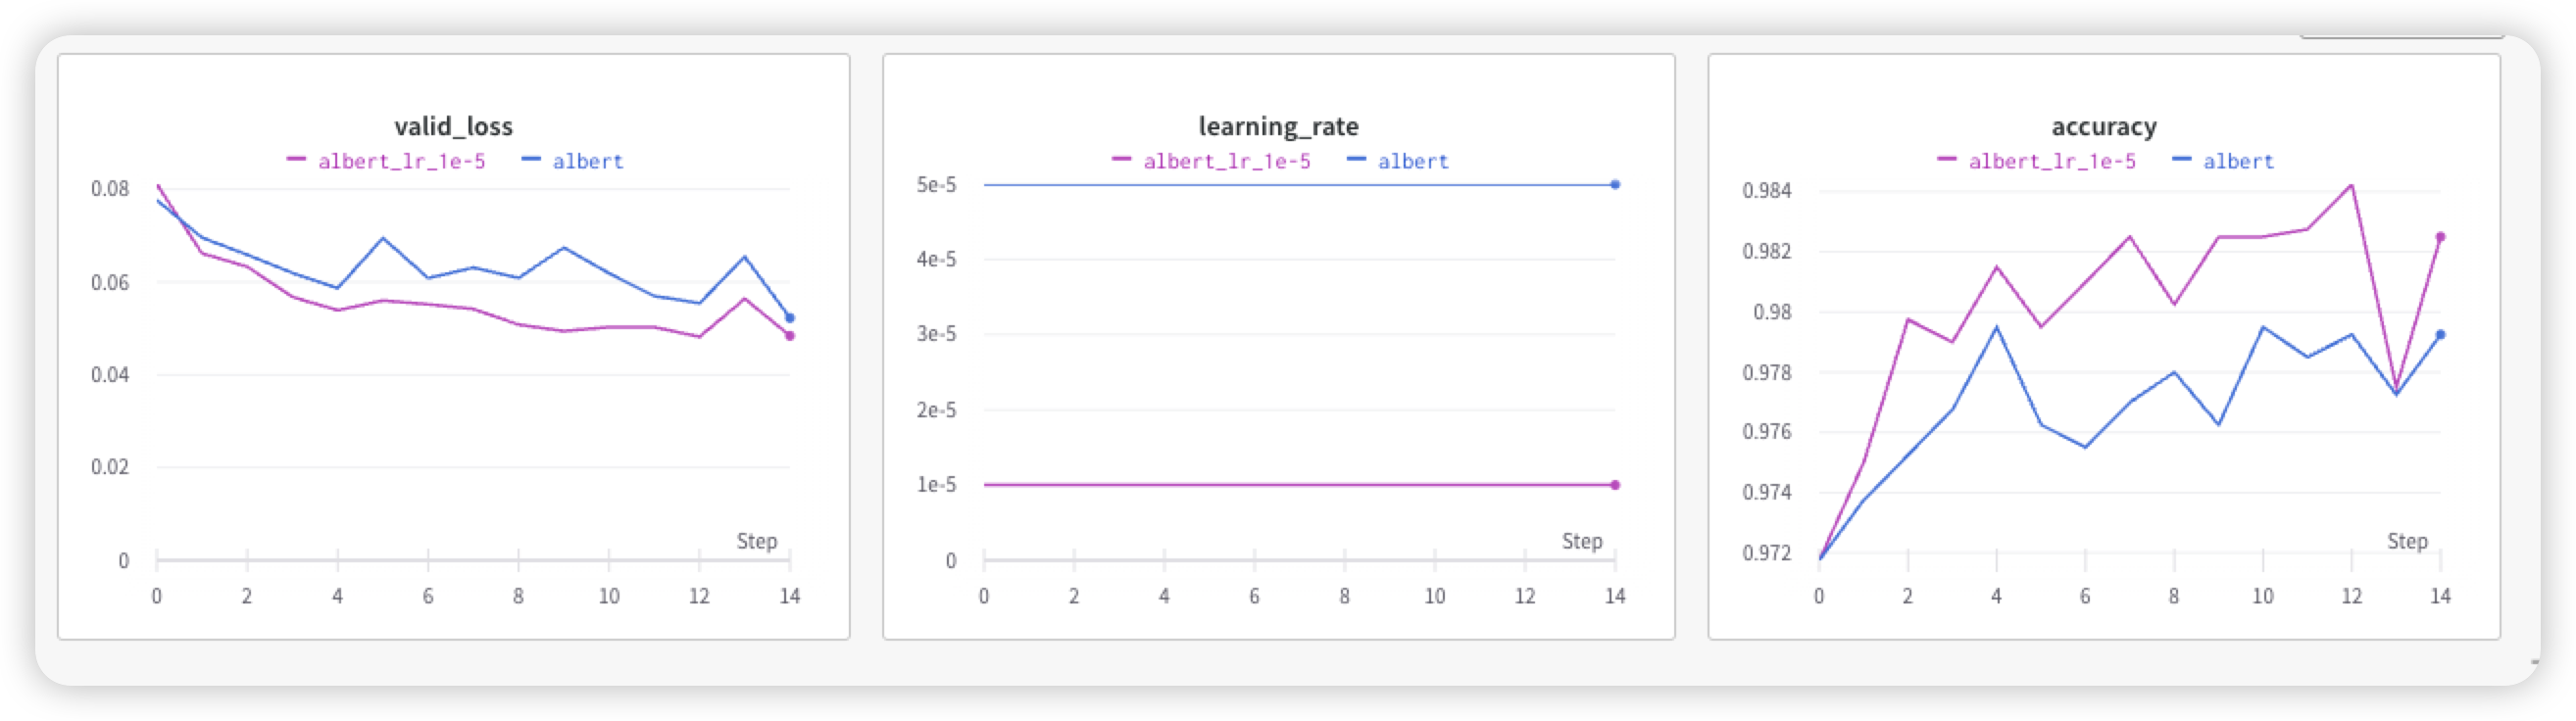 valid_loss
albert_lr_1e-5 albert
0.08
0.06
0.04
0.02
0
Step
0 2 4 6 8 10 12 14
learning_rate
albert_lr_1e-5 albert
5e-5
4e-5
3e-5
2e-5
1e-5
0
Step
0 2 4 6 8 10 12 14
accuracy
albert_lr_1e-5 albert
0.984
0.982
0.98
0.978
0.976
0.974
0.972
Step
0 2 4 6 8 10 12 14